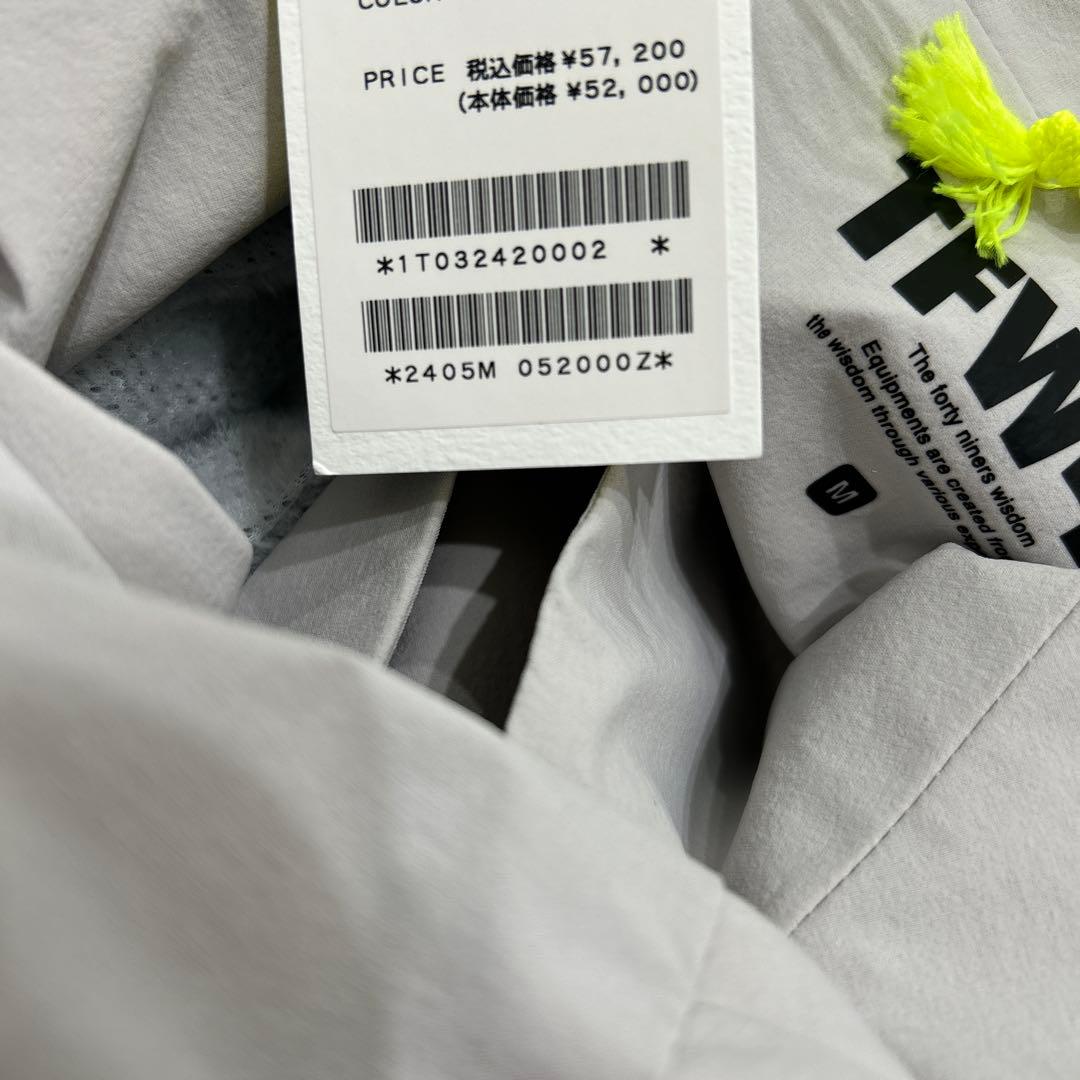 PRICE 税込価格 ¥57, 200
(本体価格 ¥52, 000)
*1T032420002 *
*2405M 052000Z*
The forty niners wisdom
Equipments are created
the wisdom through various
M